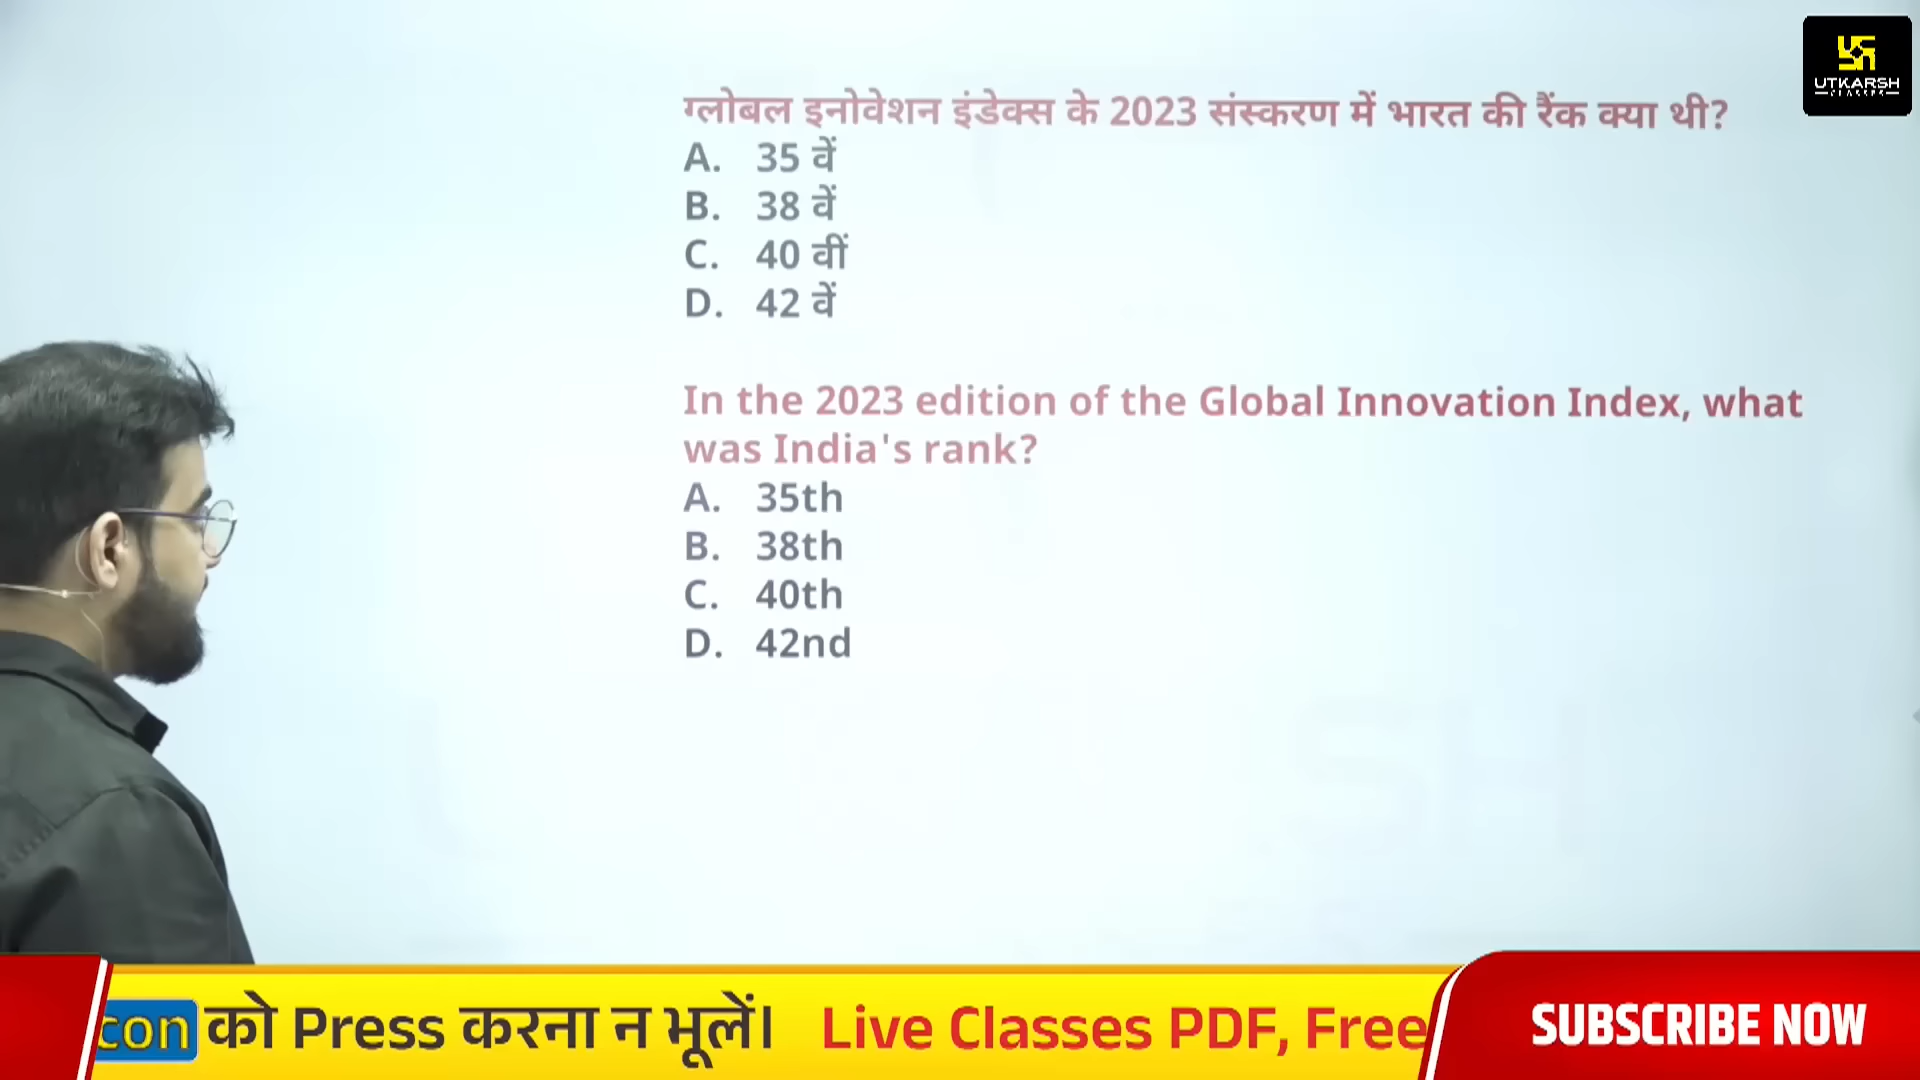 UTKARSH
CLASSES
ग्लोबल इनोवेशन इंडेक्स के 2023 संस्करण में भारत की रैंक क्या थी?
A. 35 वें
B. 38 वें
C. 40 वीं
D. 42 वें
In the 2023 edition of the Global Innovation Index, what
was India's rank?
A. 35th
B. 38th
C. 40th
D. 42nd
con को Press करना न भूलें। Live Classes PDF, Free
SUBSCRIBE NOW